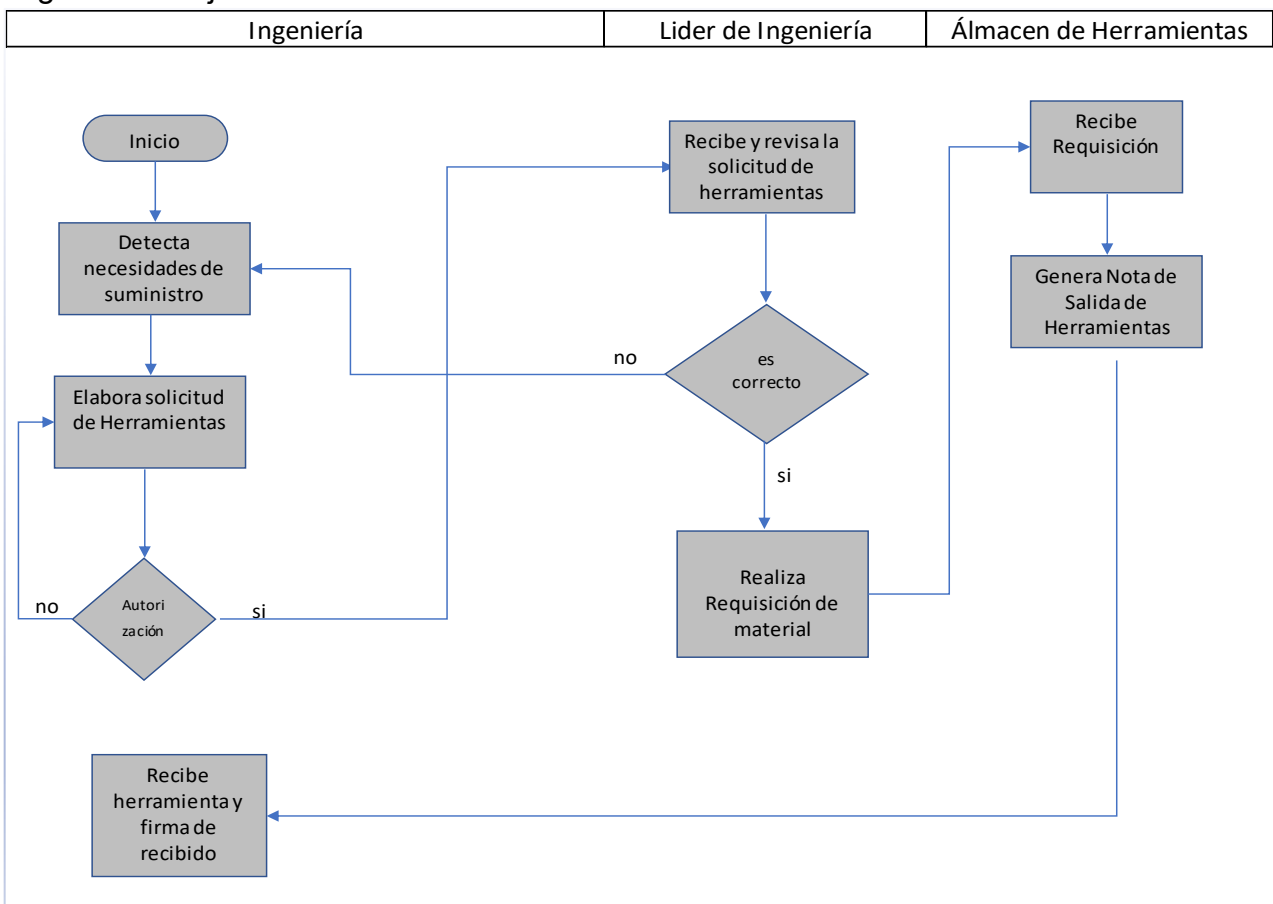 Ingeniería
Lider de Ingeniería
Álmacen de Herramientas
Inicio
Detecta
necesidades de
suministro
Elabora solicitud
de Herramientas
no
Autori
zación
si
Recibe
herramienta y
firma de
recibido
Recibe y revisa la
solicitud de
herramientas
no
es
correcto
si
Realiza
Requisición de
material
Recibe
Requisición
Genera Nota de
Salida de
Herramientas